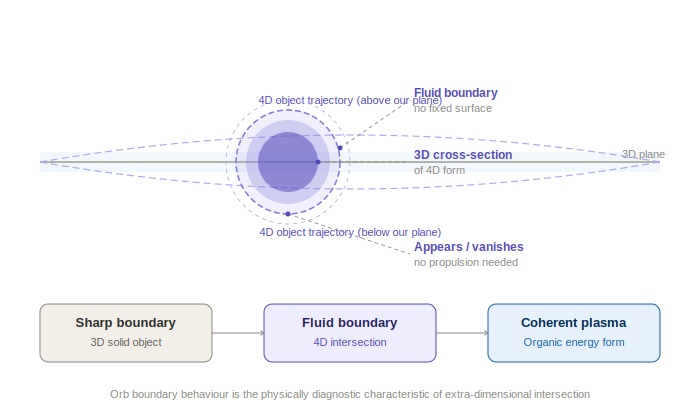 Fluid boundary
4D object trajectory (above our plane)
no fixed surface
3D cross-section
3D plane
of 4D form
4D object trajectory (below our plane)
Appears / vanishes
no propulsion needed
Sharp boundary
3D solid object
Fluid boundary
4D intersection
Coherent plasma
Organic energy form
Orb boundary behaviour is the physically diagnostic characteristic of extra-dimensional intersection